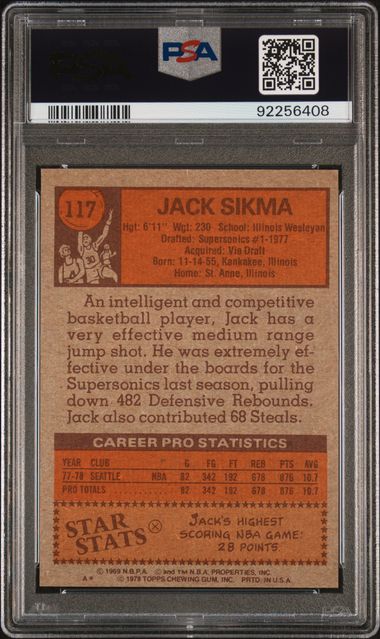 PSA
92256408
117
JACK SIKMA
Hgt: 6'11" Wgt: 230 School: Illinois Wesleyan
Drafted: Supersonics #1-1977
Acquired: Via Draft
Born: 11-14-55, Kankakee, Illinois
Home: St. Anne, Illinois
An intelligent and competitive
basketball player, Jack has a
very effective medium range
jump shot. He was extremely ef-
fective under the boards for the
Supersonics last season, pulling
down 482 Defensive Rebounds.
Jack also contributed 68 Steals.
CAREER PRO STATISTICS
YEAR CLUB G FG FT REB PTS AVG
77-78 SEATTLE NBA 82 342 192 678 876 10.7
PRO TOTALS 82 342 192 678 876 10.7
STAR
STATS
JACK'S HIGHEST
SCORING NBA GAME:
28 POINTS.
© 1969 N.B.P.A. © and TM N.B.A. PROPERTIES, INC.
A* © 1978 TOPPS CHEWING GUM, INC. PRTD. IN U.S.A.